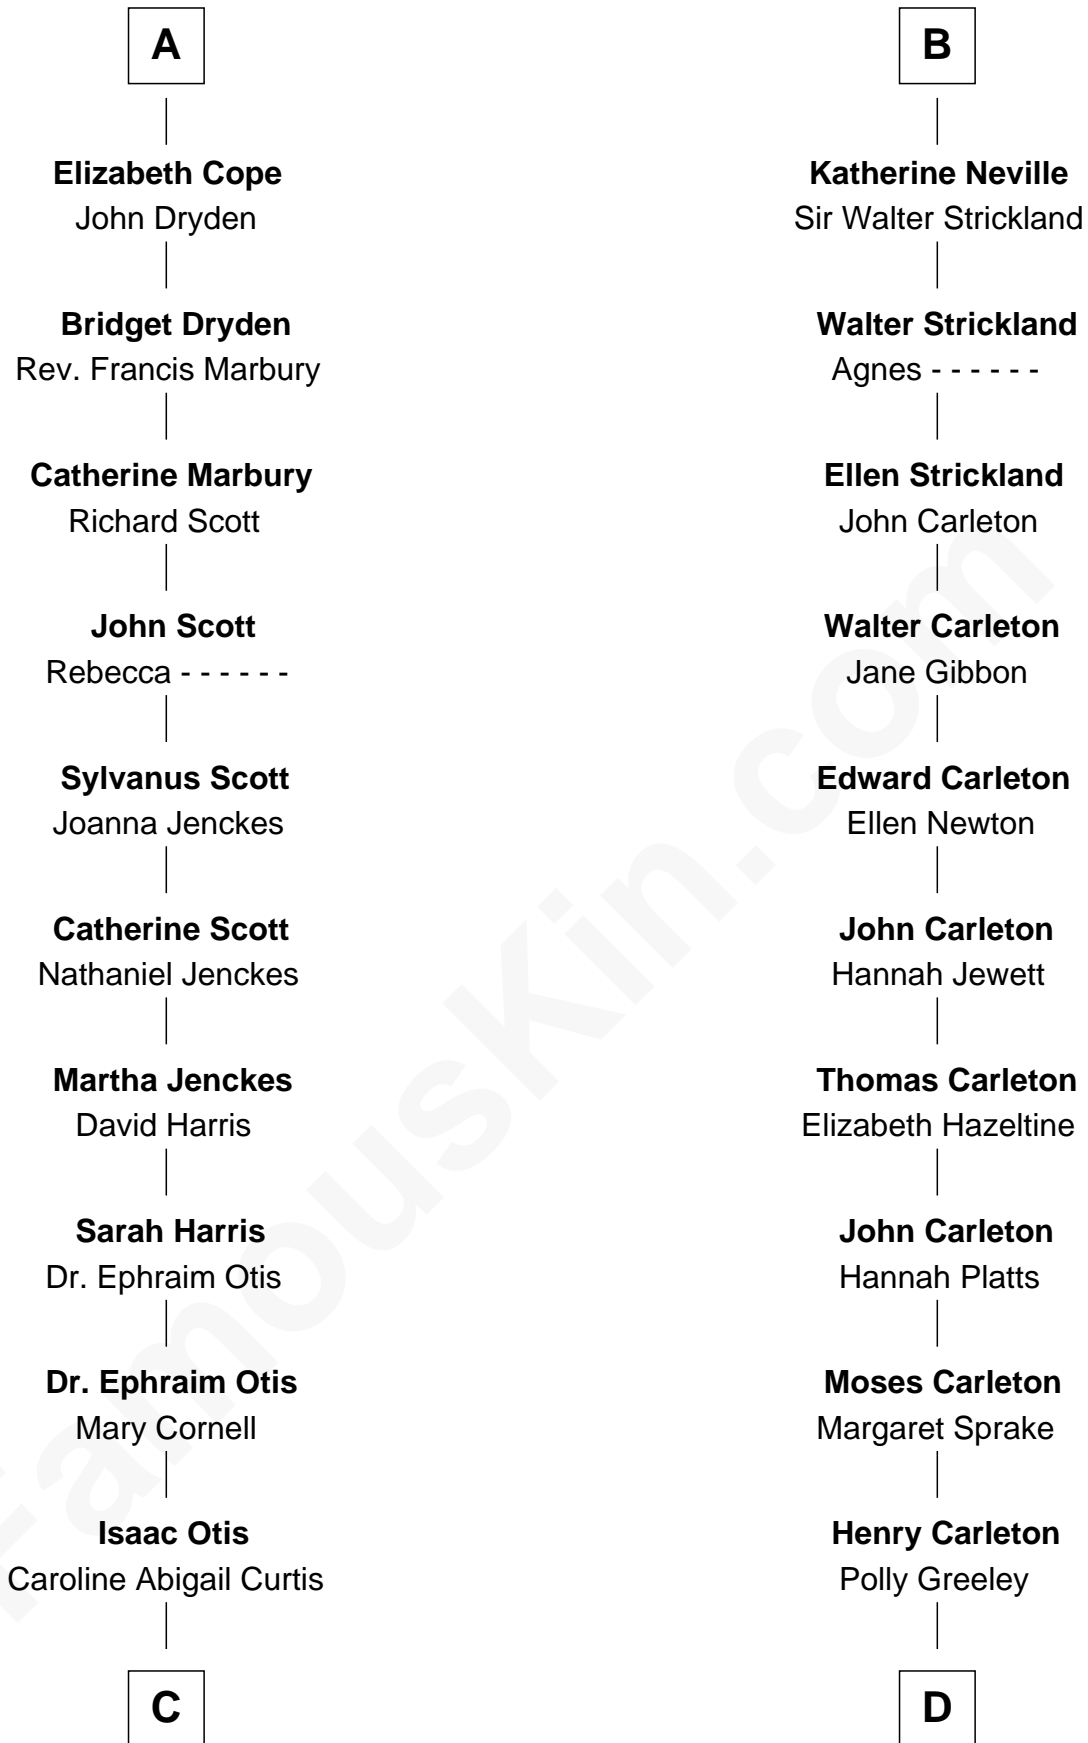 A
Elizabeth Cope
John Dryden
Bridget Dryden
Rev. Francis Marbury
Catherine Marbury
Richard Scott
John Scott
Rebecca - - - - - -
Sylvanus Scott
Joanna Jenckes
Catherine Scott
Nathaniel Jenckes
Martha Jenckes
David Harris
Sarah Harris
Dr. Ephraim Otis
Dr. Ephraim Otis
Mary Cornell
Isaac Otis
Caroline Abigail Curtis
C
B
Katherine Neville
Sir Walter Strickland
Walter Strickland
Agnes - - - - - -
Ellen Strickland
John Carleton
Walter Carleton
Jane Gibbon
Edward Carleton
Ellen Newton
John Carleton
Hannah Jewett
Thomas Carleton
Elizabeth Hazeltine
John Carleton
Hannah Platts
Moses Carleton
Margaret Sprake
Henry Carleton
Polly Greeley
D
FamousKin.com